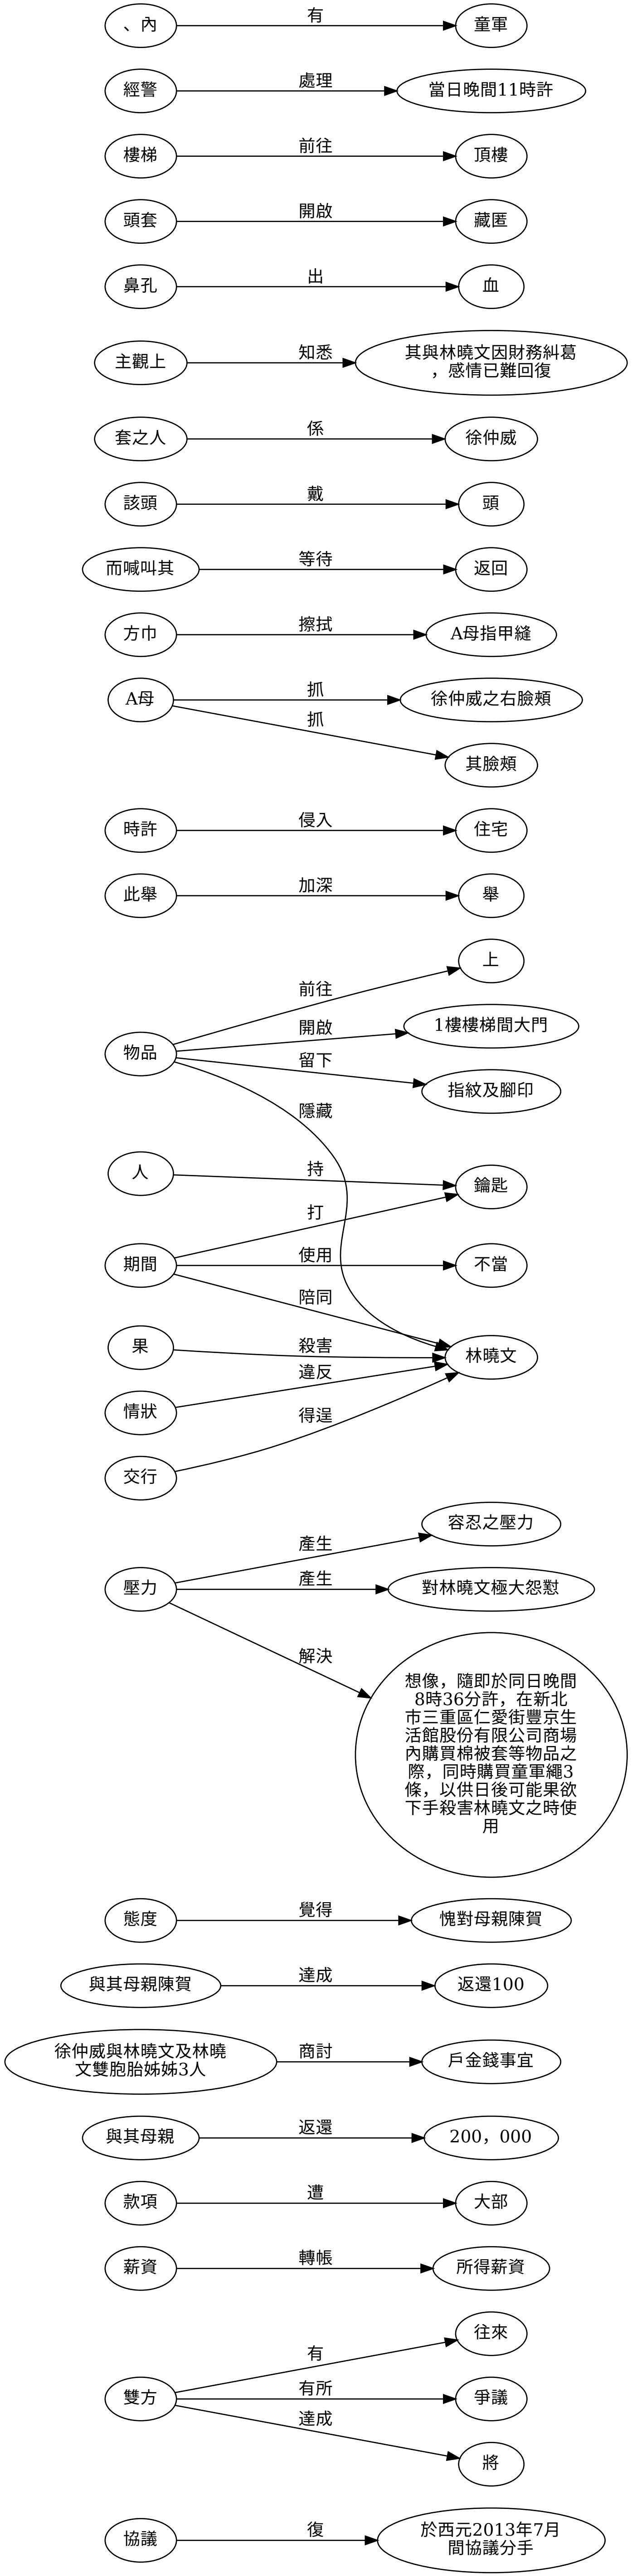 、內
有
童軍
經警
處理
當日晚間11時許
樓梯
前往
頂樓
頭套
開啟
藏匿
鼻孔
出
血
主觀上
知悉
其與林曉文因財務糾葛
，感情已難回復
套之人
係
徐仲威
該頭
戴
頭
而喊叫其
等待
返回
方巾
擦拭
A母指甲縫
A母
抓
徐仲威之右臉頰
抓
其臉頰
時許
侵入
住宅
此舉
加深
舉
物品
前往
上
開啟
1樓樓梯間大門
留下
指紋及腳印
隱藏
人
持
鑰匙
期間
打
使用
不當
陪同
林曉文
果
殺害
情狀
違反
交行
得逞
壓力
產生
容忍之壓力
產生
對林曉文極大怨懟
解決
想像，隨即於同日晚間
8時36分許，在新北
市三重區仁愛街豐京生
活館股份有限公司商場
內購買棉被套等物品之
際，同時購買童軍繩3
條，以供日後可能果欲
下手殺害林曉文之時使
用
態度
覺得
愧對母親陳賀
與其母親陳賀
達成
返還100
徐仲威與林曉文及林曉
文雙胞胎姊姊3人
商討
戶金錢事宜
與其母親
返還
200，000
款項
遭
大部
薪資
轉帳
所得薪資
雙方
有
往來
有所
爭議
達成
將
協議
復
於西元2013年7月
間協議分手